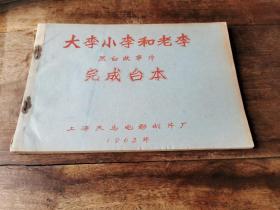 大李小李和老李
黑白故事片
完成台本
上海天马电影制片厂
1962年